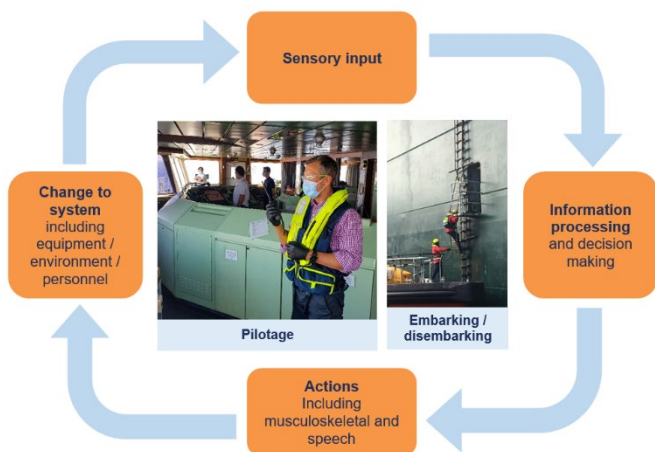 Sensory input
Change to
system
including
equipment /
environment /
personnel
Information
processing
and decision
making
Pilotage
Embarking /
disembarking
Actions
Including
musculoskeletal and
speech